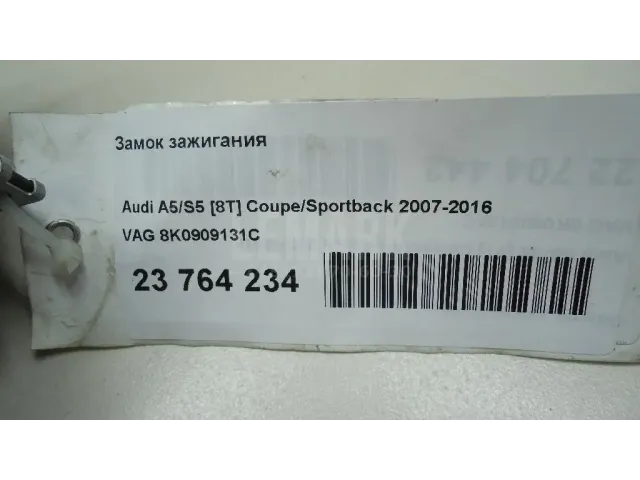 Замок зажигания
Audi A5/S5 [8T] Coupe/Sportback 2007-2016
VAG 8K0909131C
23 764 234